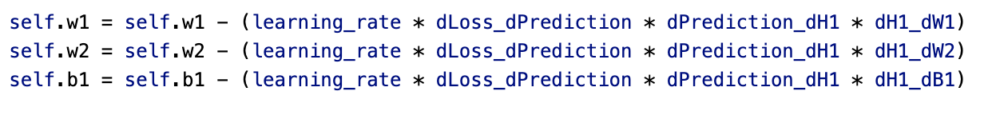 self.w1 = self.w1 - (learning_rate * dLoss_dPrediction * dPrediction_dH1 * dH1_dW1)
self.w2 = self.w2 - (learning_rate * dLoss_dPrediction * dPrediction_dH1 * dH1_dW2)
self.b1 = self.b1 - (learning_rate * dLoss_dPrediction * dPrediction_dH1 * dH1_dB1)